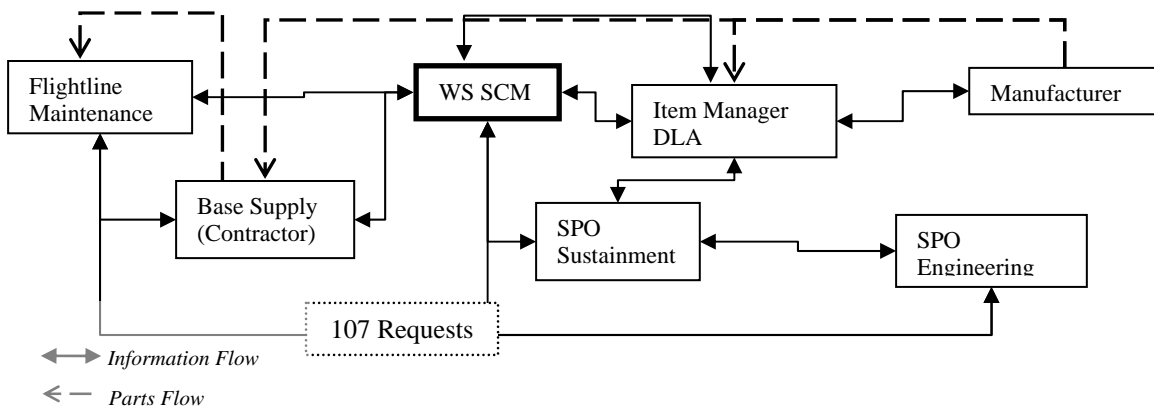 Flightline
Maintenance
WS SCM
Item Manager
DLA
Manufacturer
Base Supply
(Contractor)
SPO
Sustainment
SPO
Engineering
107 Requests
Information Flow
Parts Flow